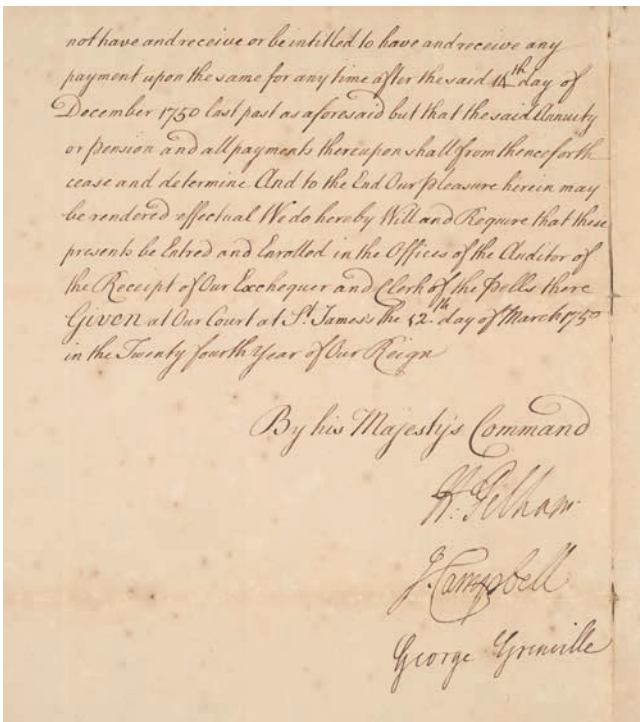 not have and receive or be intitled to have and receive any
payment upon the same for any time after the said 14th day of
December 1750 last past as aforesaid but that the said Annuity
or Pension and all payments thereupon shall from thenceforth
cease and determine And to the End Our Pleasure herein may
be rendered effectual We do hereby Will and Require that these
presents be Entred and Enrolled in the Offices of the Auditor of
the Receipt of Our Exchequer and Clerk of the Pells there
Given at Our Court at St. James's the 12th. day of March 1750
in the Twenty fourth Year of Our Reign
By his Majesty's Command
H: Pelham.
J. Campbell
George Grenville